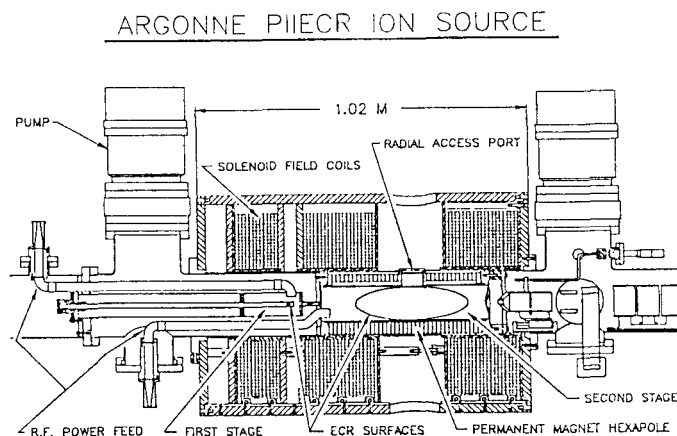 ARGONNE PIIECR ION SOURCE
1.02 M
PUMP
RADIAL ACCESS PORT
SOLENOID FIELD COILS
SECOND STAGE
R.F. POWER FEED
FIRST STAGE
ECR SURFACES
PERMANENT MAGNET HEXAPOLE